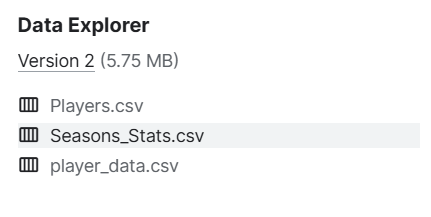 Data Explorer
Version 2 (5.75 MB)
Players.csv
Seasons_Stats.csv
player_data.csv